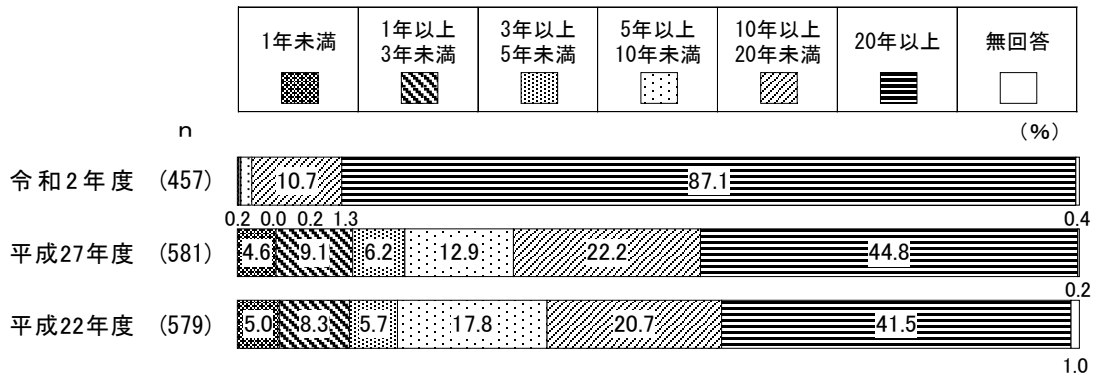 1年未満
1年以上
3年未満
3年以上
5年未満
5年以上
10年未満
10年以上
20年未満
20年以上
無回答
n
(%)
令和2年度 (457) 10.7 87.1
0.2 0.0 0.2 1.3 0.4
平成27年度 (581) 4.6 9.1 6.2 12.9 22.2 44.8
0.2
平成22年度 (579) 5.0 8.3 5.7 17.8 20.7 41.5
1.0